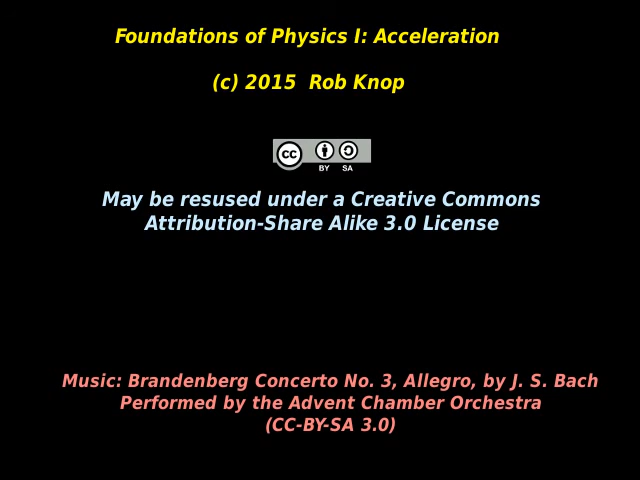 Foundations of Physics I: Acceleration
(c) 2015 Rob Knop
cc
BY SA
May be resused under a Creative Commons
Attribution-Share Alike 3.0 License
Music: Brandenberg Concerto No. 3, Allegro, by J. S. Bach
Performed by the Advent Chamber Orchestra
(CC-BY-SA 3.0)